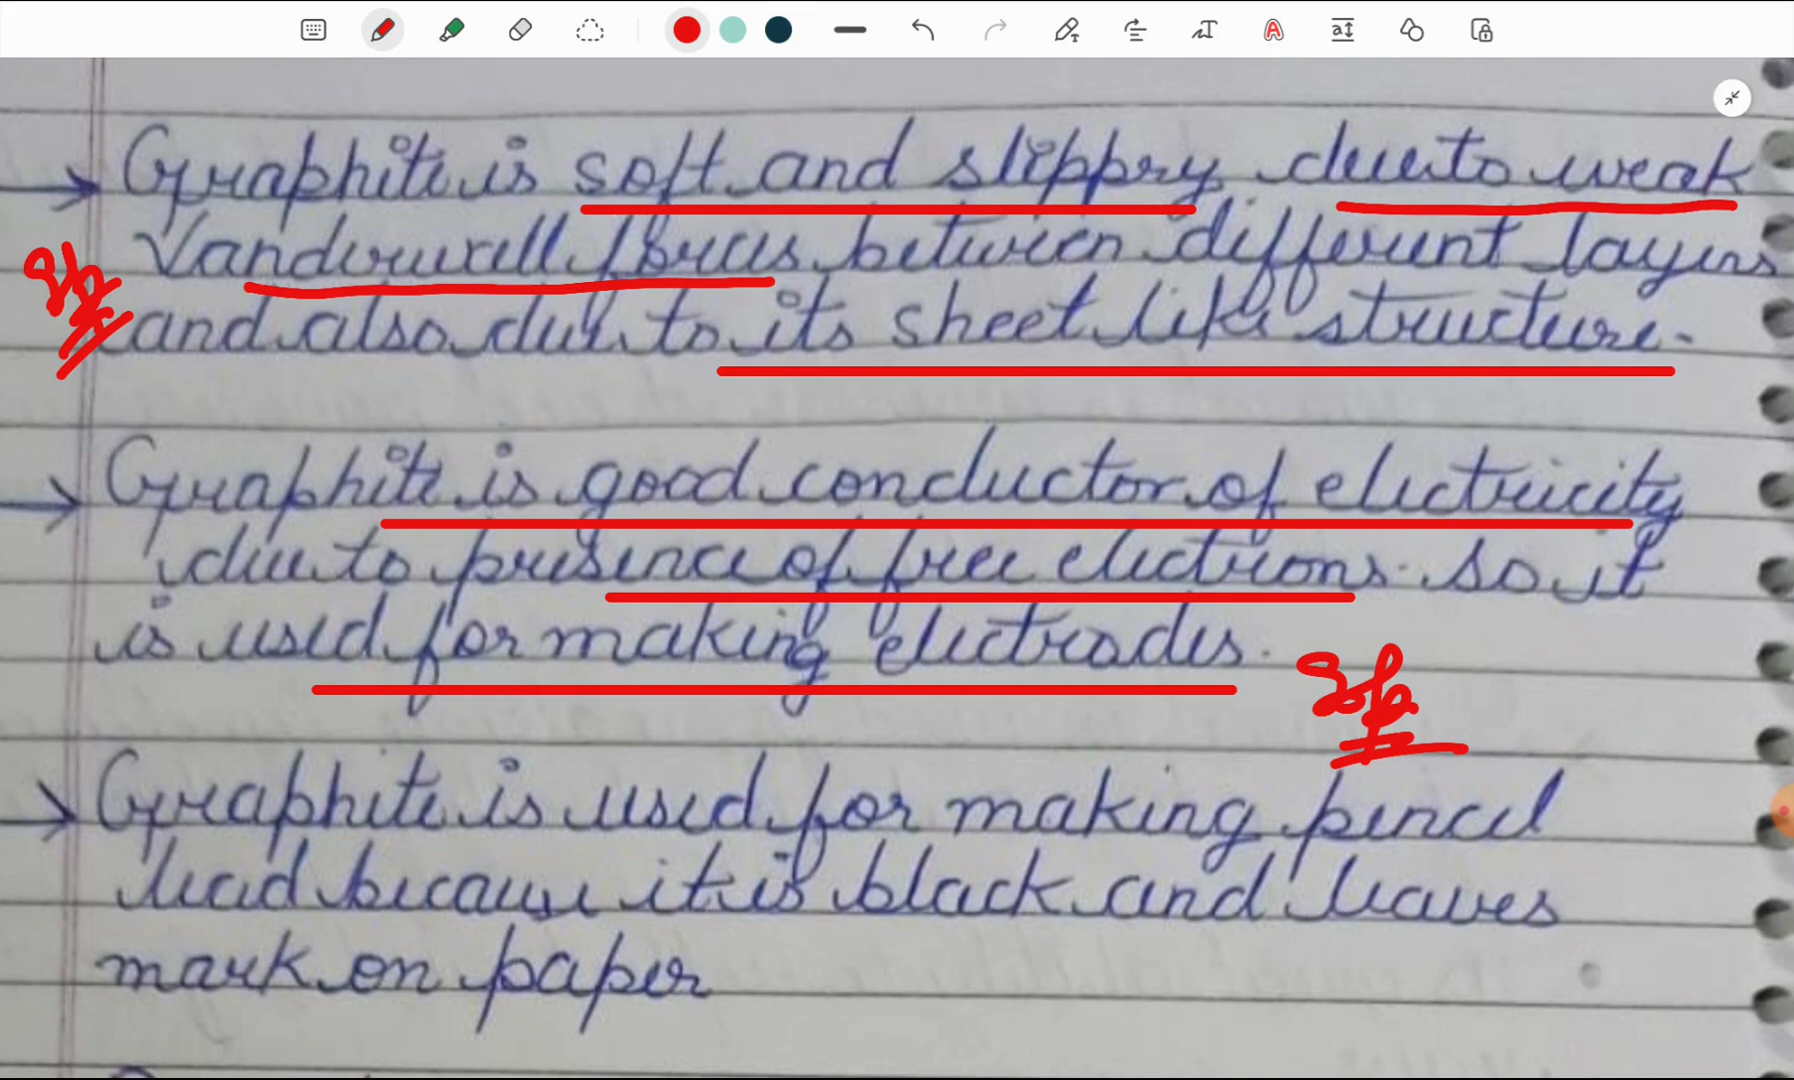 → Graphite is soft and slippry due to weak
Vanderwall forces between different layers
and also due to its sheet like structure.
→ Graphite is good conductor of electricity
due to presence of free electrons. So it
is used for making electrodes.
→ Graphite is used for making pencil
lead because it is black and leaves
mark on paper